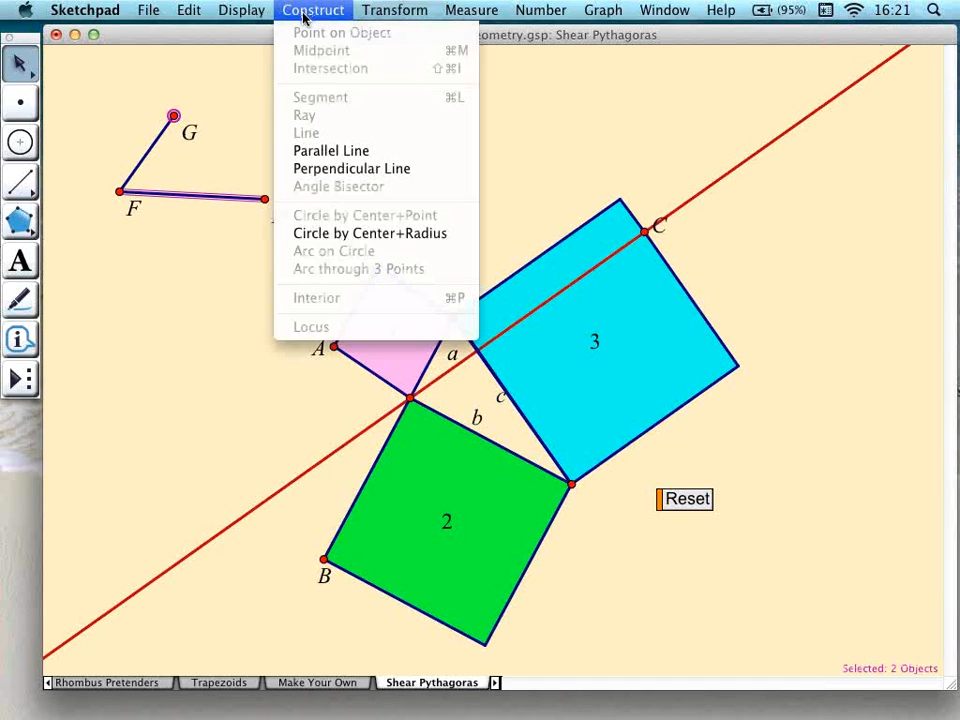 Sketchpad File Edit Display Construct Transform Measure Number Graph Window Help (95%) 16:21
eometry.gsp: Shear Pythagoras
Point on Object
Midpoint ⌘M
Intersection ⇧⌘I
Segment ⌘L
Ray
Line
Parallel Line
Perpendicular Line
Angle Bisector
Circle by Center+Point
Circle by Center+Radius
Arc on Circle
Arc through 3 Points
Interior ⌘P
Locus
G
F
C
3
A
a
c
b
2
B
Reset
A
Selected: 2 Objects
Rhombus Pretenders Trapezoids Make Your Own Shear Pythagoras